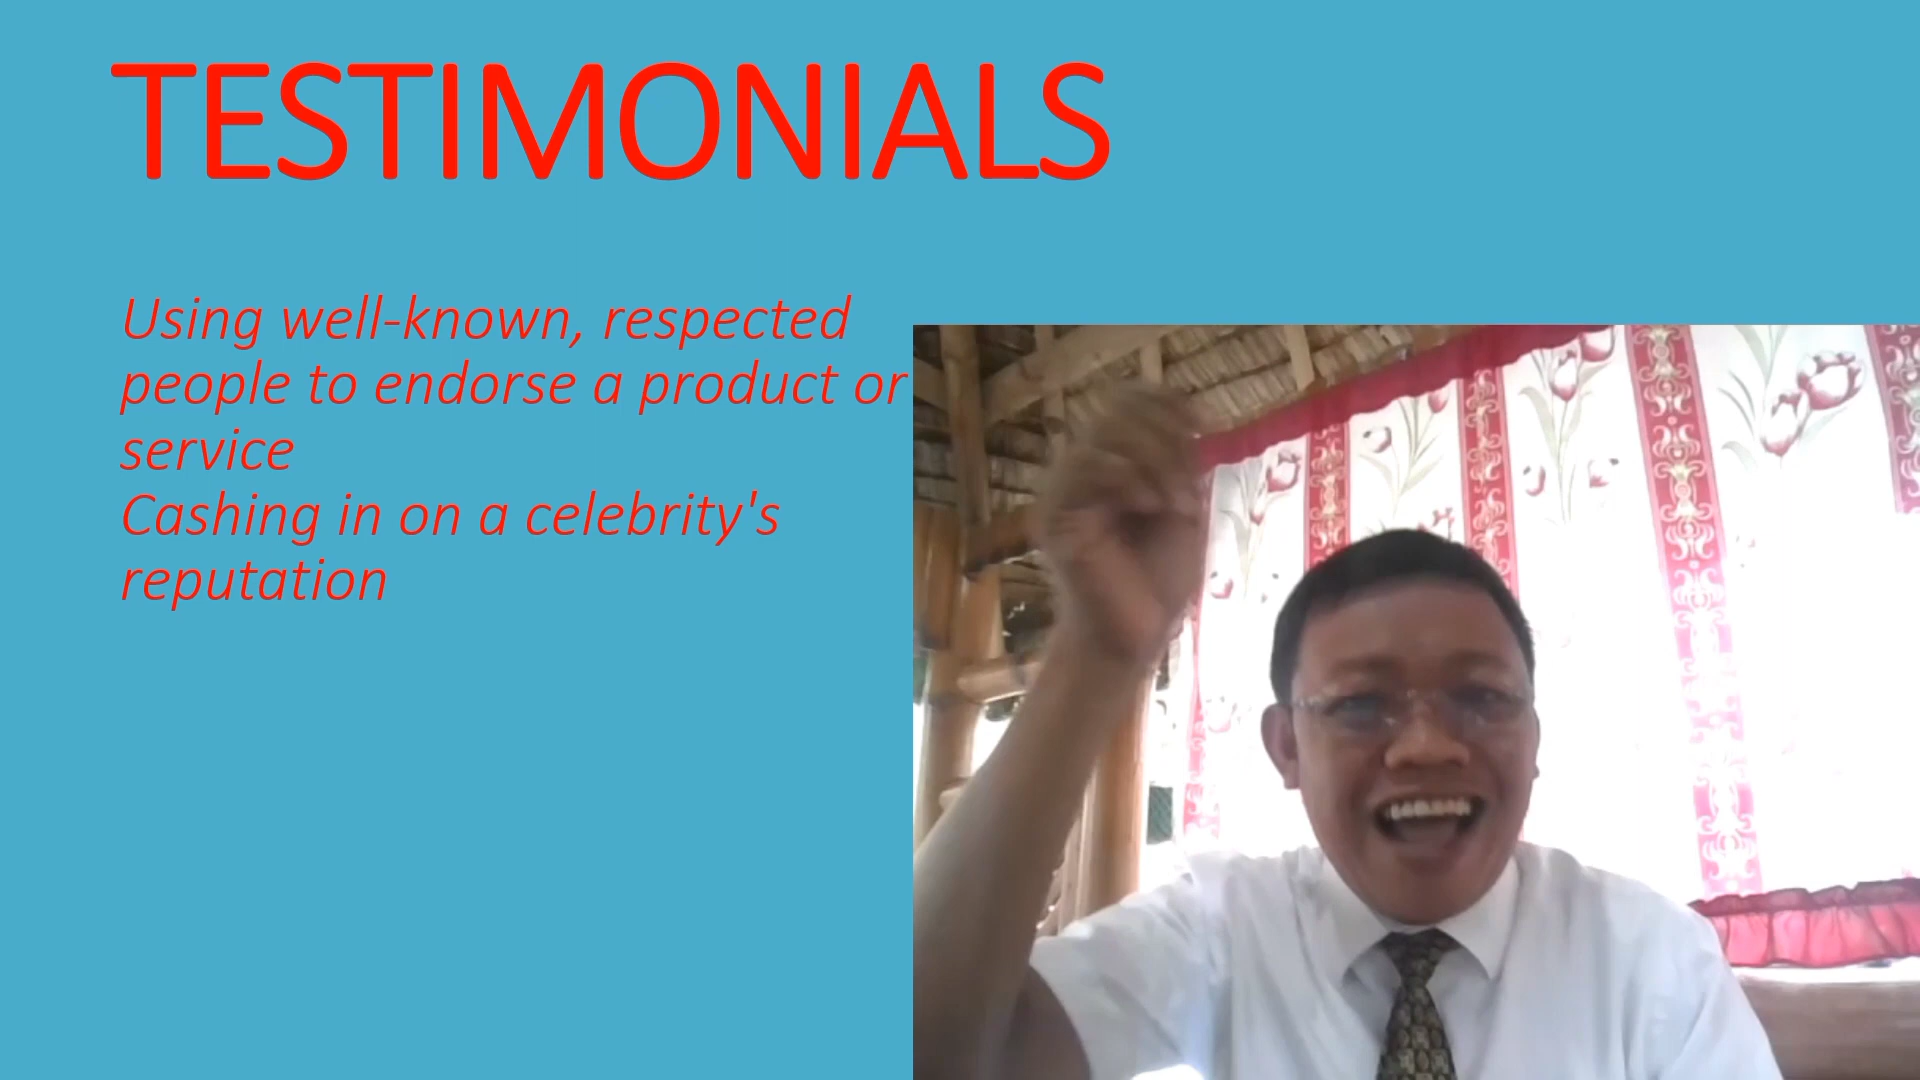 TESTIMONIALS
Using well-known, respected
people to endorse a product or
service
Cashing in on a celebrity's
reputation